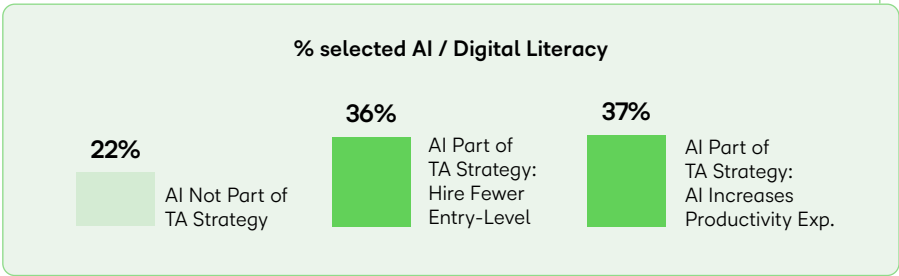 % selected AI / Digital Literacy
22%
AI Not Part of
TA Strategy
36%
AI Part of
TA Strategy:
Hire Fewer
Entry-Level
37%
AI Part of
TA Strategy:
AI Increases
Productivity Exp.